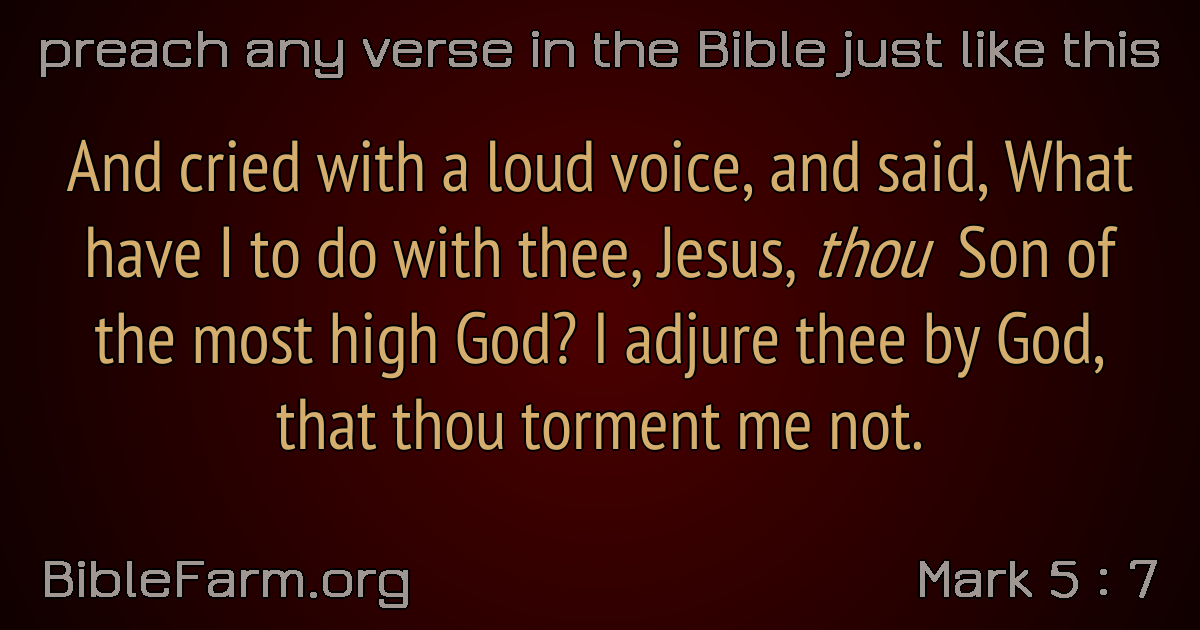 preach any verse in the Bible just like this
And cried with a loud voice, and said, What
have I to do with thee, Jesus, thou Son of
the most high God? I adjure thee by God,
that thou torment me not.
BibleFarm.org
Mark 5 : 7